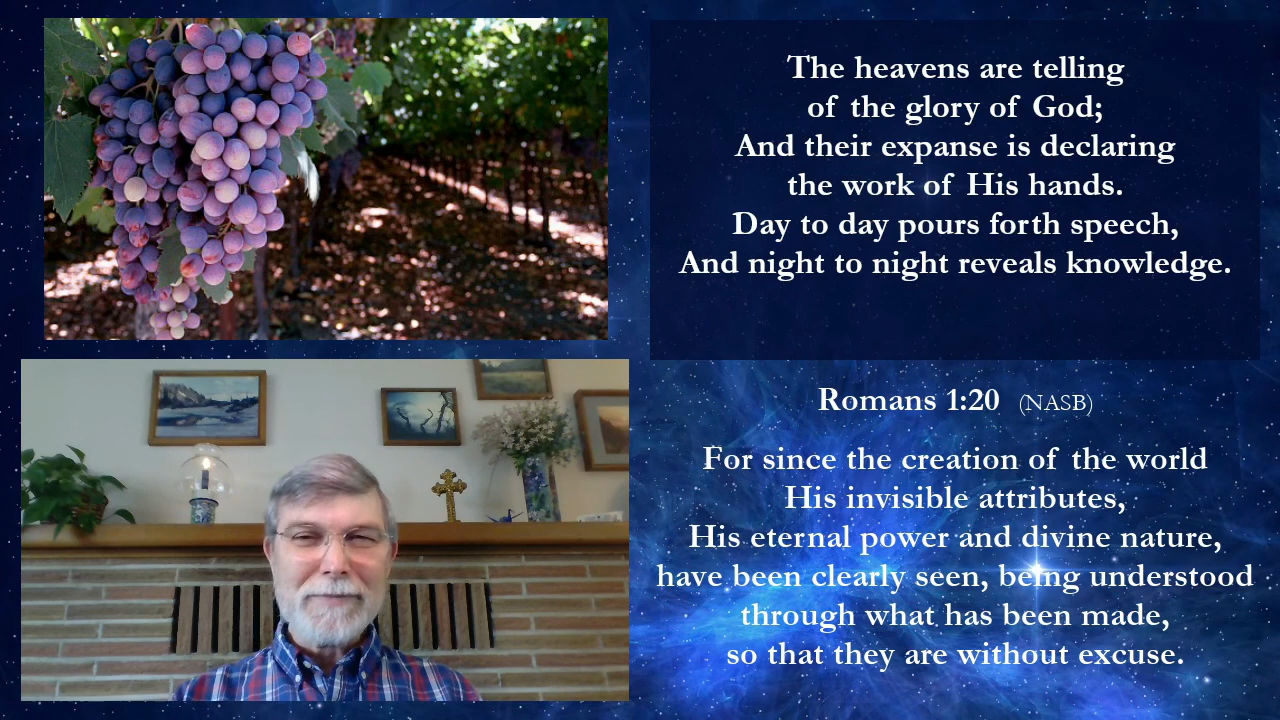 The heavens are telling
of the glory of God;
And their expanse is declaring
the work of His hands.
Day to day pours forth speech,
And night to night reveals knowledge.
Romans 1:20 (NASB)
For since the creation of the world
His invisible attributes,
His eternal power and divine nature,
have been clearly seen, being understood
through what has been made,
so that they are without excuse.